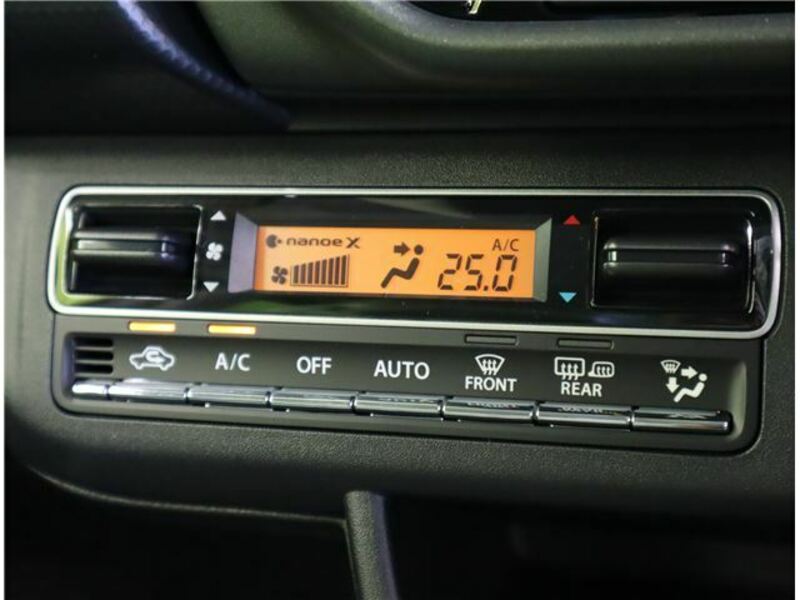 nanoe X
A/C
25.0
A/C
OFF
AUTO
FRONT
REAR